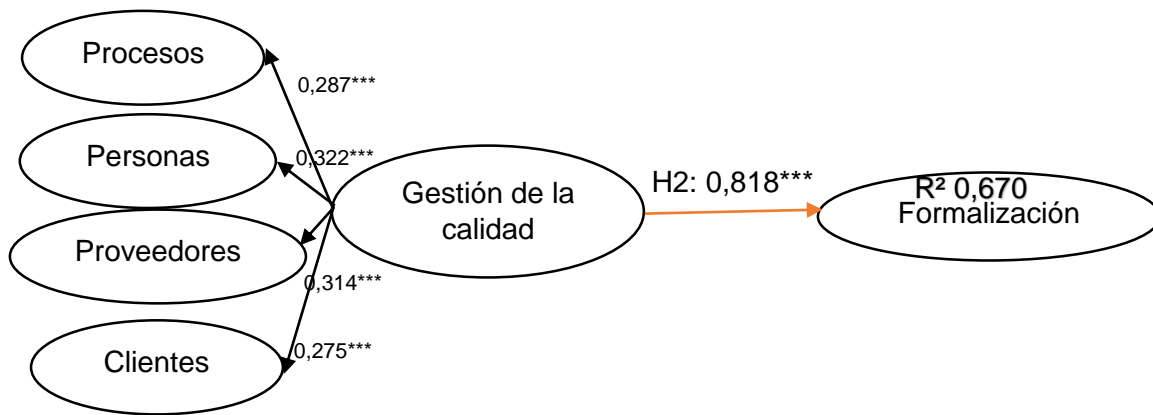 Procesos
0,287***
Personas
0,322***
Gestión de la
calidad
H2: 0,818***
R² 0,670
Formalización
Proveedores
0,314***
Clientes
0,275***